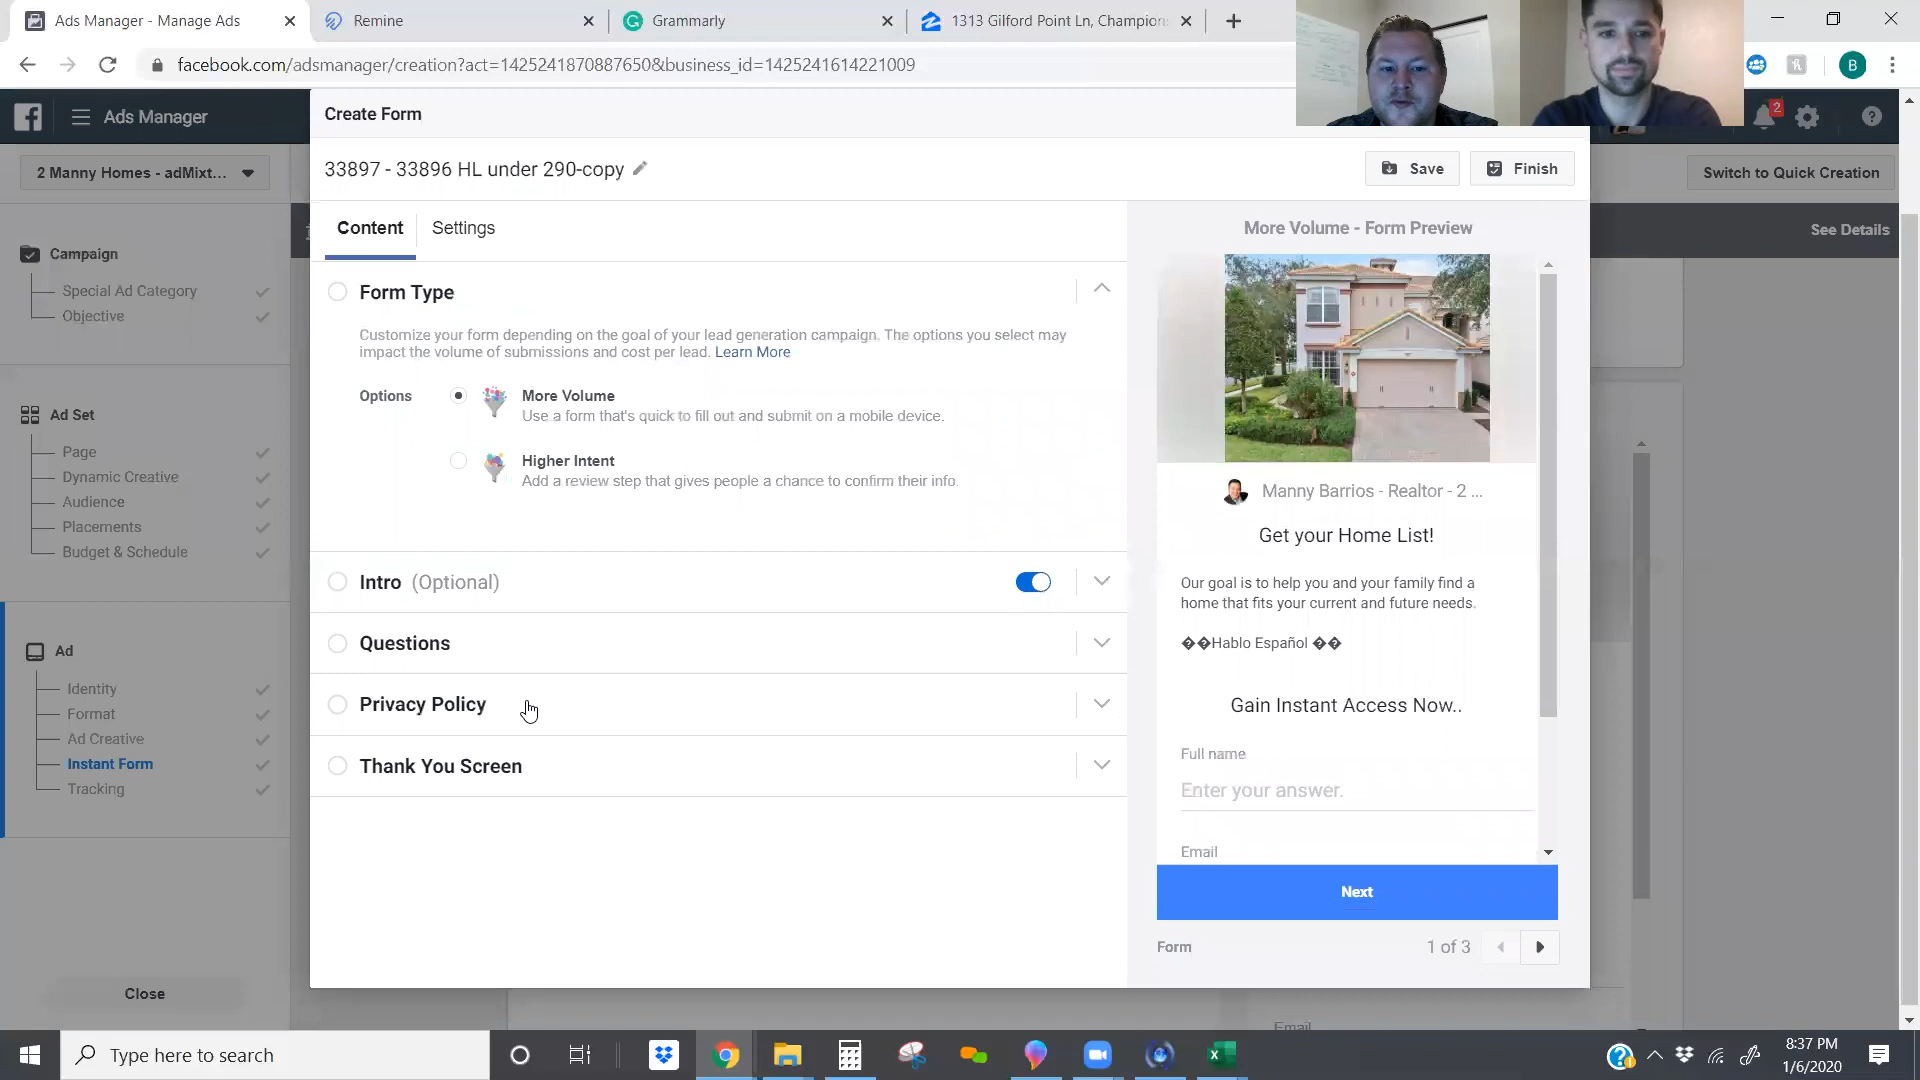 Ads Manager - Manage Ads
Remine
Grammarly
1313 Gilford Point Ln, Champion
facebook.com/adsmanager/creation?act=1425241870887650&business_id=1425241614221009
B
Ads Manager
2
2 Manny Homes - adMixt...
Switch to Quick Creation
See Details
Campaign
Special Ad Category
Objective
Ad Set
Page
Dynamic Creative
Audience
Placements
Budget & Schedule
Ad
Identity
Format
Ad Creative
Instant Form
Tracking
Close
Create Form
33897 - 33896 HL under 290-copy
Save
Finish
Content
Settings
Form Type
Customize your form depending on the goal of your lead generation campaign. The options you select may
impact the volume of submissions and cost per lead. Learn More
Options
More Volume
Use a form that's quick to fill out and submit on a mobile device.
Higher Intent
Add a review step that gives people a chance to confirm their info.
Intro (Optional)
Questions
Privacy Policy
Thank You Screen
More Volume - Form Preview
Manny Barrios - Realtor - 2 ...
Get your Home List!
Our goal is to help you and your family find a
home that fits your current and future needs.
��Hablo Español ��
Gain Instant Access Now..
Full name
Enter your answer.
Email
Next
Form
1 of 3
Email
Type here to search
8:37 PM
1/6/2020